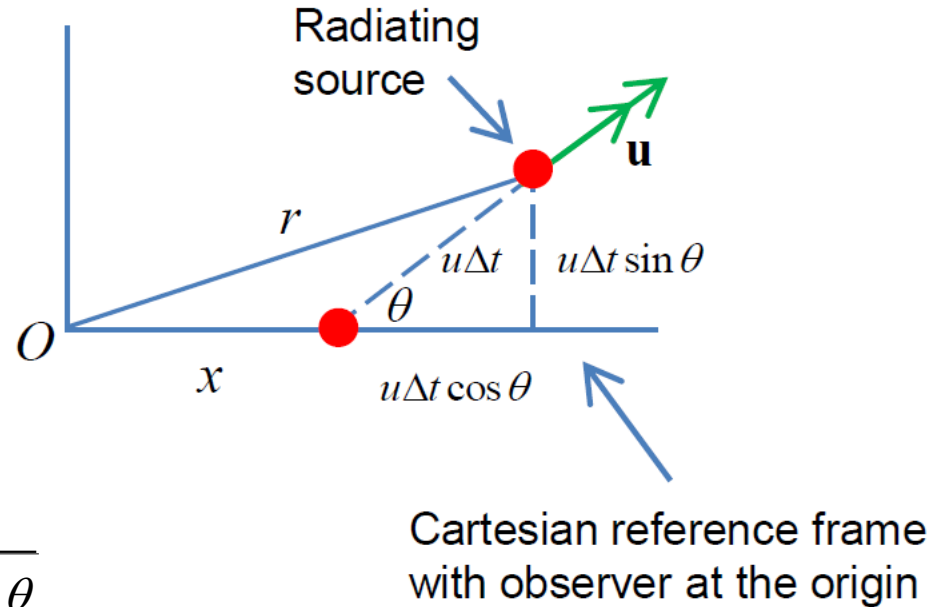 Radiating
source
u
r
uΔt
uΔt sin θ
θ
O
x
uΔt cos θ
Cartesian reference frame
with observer at the origin
θ